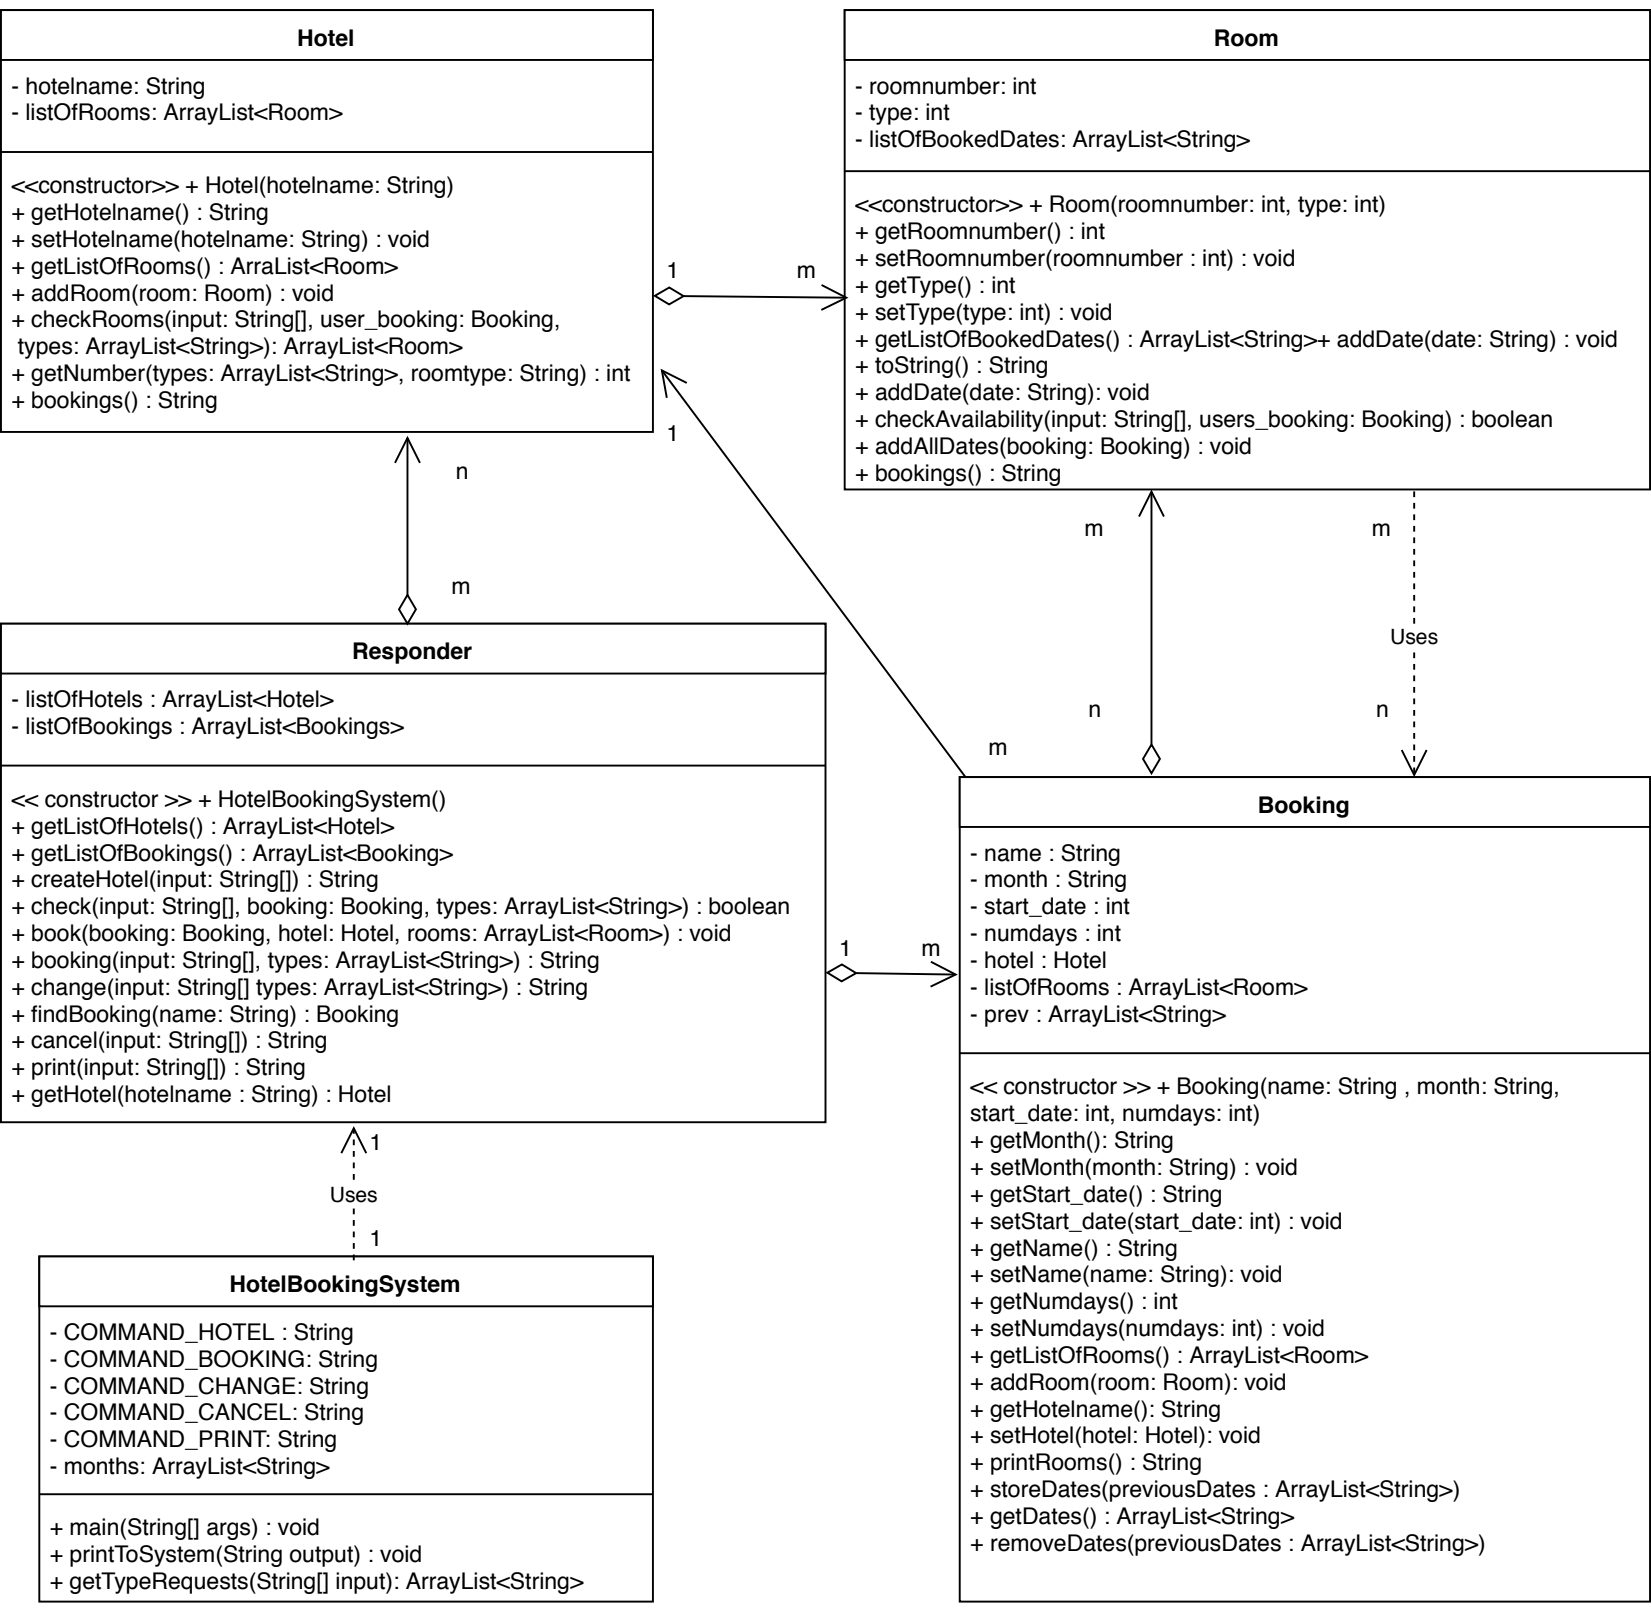 Hotel
- hotelname: String
- listOfRooms: ArrayList<Room>
<<constructor>> + Hotel(hotelname: String)
+ getHotelname() : String
+ setHotelname(hotelname: String) : void
+ getListOfRooms() : ArraList<Room>
+ addRoom(room: Room) : void
+ checkRooms(input: String[], user_booking: Booking,
types: ArrayList<String>): ArrayList<Room>
+ getNumber(types: ArrayList<String>, roomtype: String) : int
+ bookings() : String
1
m
Room
- roomnumber: int
- type: int
- listOfBookedDates: ArrayList<String>
<<constructor>> + Room(roomnumber: int, type: int)
+ getRoomnumber() : int
+ setRoomnumber(roomnumber : int) : void
+ getType() : int
+ setType(type: int) : void
+ getListOfBookedDates() : ArrayList<String>+ addDate(date: String) : void
+ toString() : String
+ addDate(date: String): void
+ checkAvailability(input: String[], users_booking: Booking) : boolean
+ addAllDates(booking: Booking) : void
+ bookings() : String
1
n
m
m
m
Uses
n
n
m
Responder
- listOfHotels : ArrayList<Hotel>
- listOfBookings : ArrayList<Bookings>
<< constructor >> + HotelBookingSystem()
+ getListOfHotels() : ArrayList<Hotel>
+ getListOfBookings() : ArrayList<Booking>
+ createHotel(input: String[]) : String
+ check(input: String[], booking: Booking, types: ArrayList<String>) : boolean
+ book(booking: Booking, hotel: Hotel, rooms: ArrayList<Room>) : void
+ booking(input: String[], types: ArrayList<String>) : String
+ change(input: String[] types: ArrayList<String>) : String
+ findBooking(name: String) : Booking
+ cancel(input: String[]) : String
+ print(input: String[]) : String
+ getHotel(hotelname : String) : Hotel
1
m
Booking
- name : String
- month : String
- start_date : int
- numdays : int
- hotel : Hotel
- listOfRooms : ArrayList<Room>
- prev : ArrayList<String>
<< constructor >> + Booking(name: String , month: String,
start_date: int, numdays: int)
+ getMonth(): String
+ setMonth(month: String) : void
+ getStart_date() : String
+ setStart_date(start_date: int) : void
+ getName() : String
+ setName(name: String): void
+ getNumdays() : int
+ setNumdays(numdays: int) : void
+ getListOfRooms() : ArrayList<Room>
+ addRoom(room: Room): void
+ getHotelname(): String
+ setHotel(hotel: Hotel): void
+ printRooms() : String
+ storeDates(previousDates : ArrayList<String>)
+ getDates() : ArrayList<String>
+ removeDates(previousDates : ArrayList<String>)
1
Uses
1
HotelBookingSystem
- COMMAND_HOTEL : String
- COMMAND_BOOKING: String
- COMMAND_CHANGE: String
- COMMAND_CANCEL: String
- COMMAND_PRINT: String
- months: ArrayList<String>
+ main(String[] args) : void
+ printToSystem(String output) : void
+ getTypeRequests(String[] input): ArrayList<String>